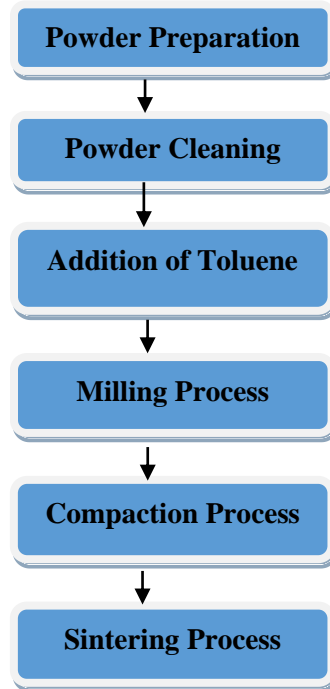 Powder Preparation
Powder Cleaning
Addition of Toluene
Milling Process
Compaction Process
Sintering Process